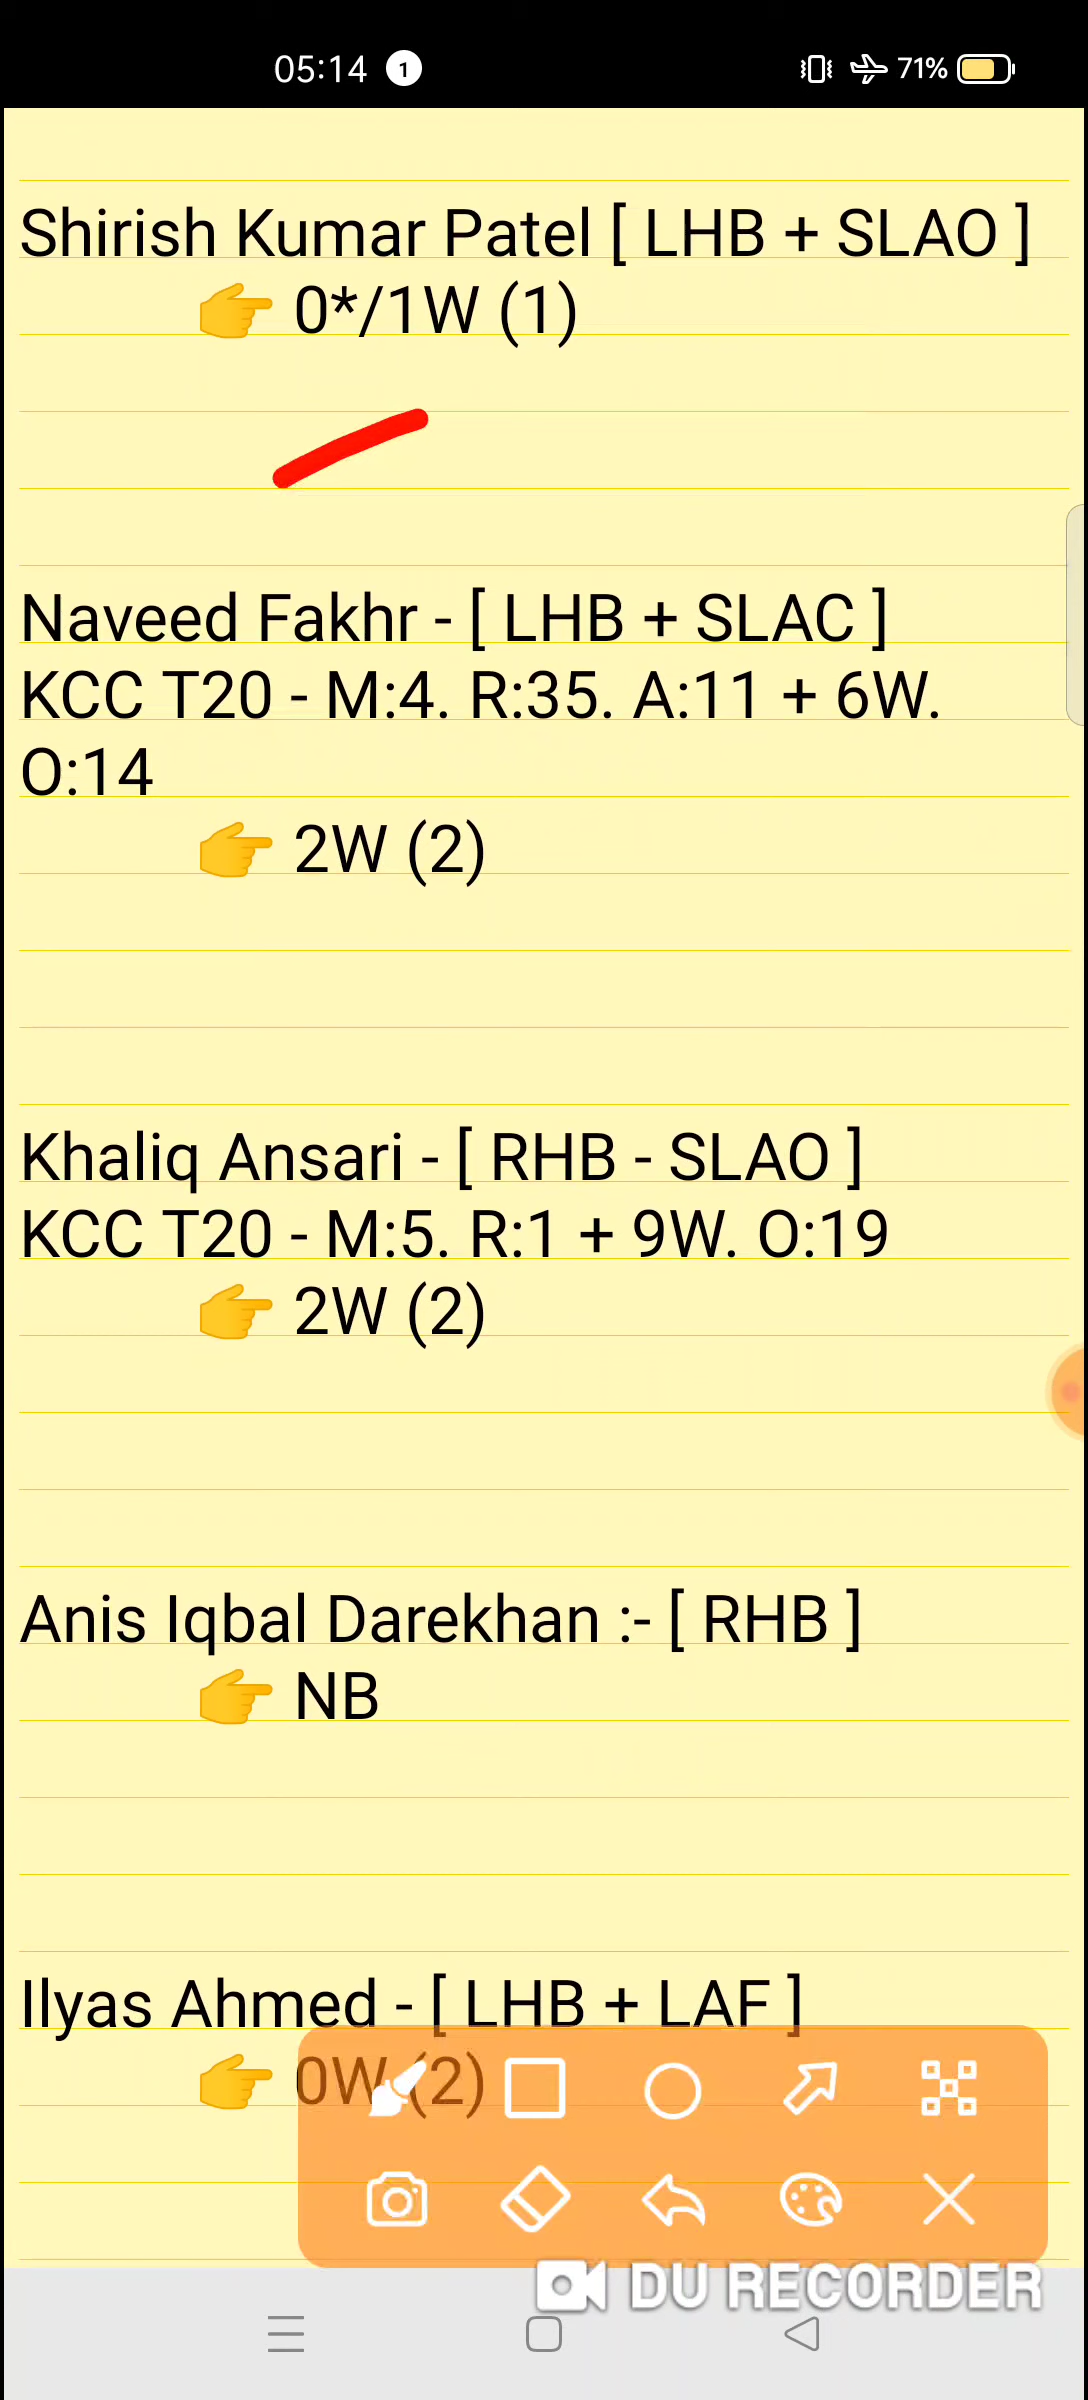 05:14 1 71%
Shirish Kumar Patel [ LHB + SLAO ]
👉 0*/1W (1)
Naveed Fakhr - [ LHB + SLAC ]
KCC T20 - M:4. R:35. A:11 + 6W.
O:14
👉 2W (2)
Khaliq Ansari - [ RHB - SLAO ]
KCC T20 - M:5. R:1 + 9W. O:19
👉 2W (2)
Anis Iqbal Darekhan :- [ RHB ]
👉 NB
Ilyas Ahmed - [ LHB + LAF ]
👉 0W (2)
DU RECORDER